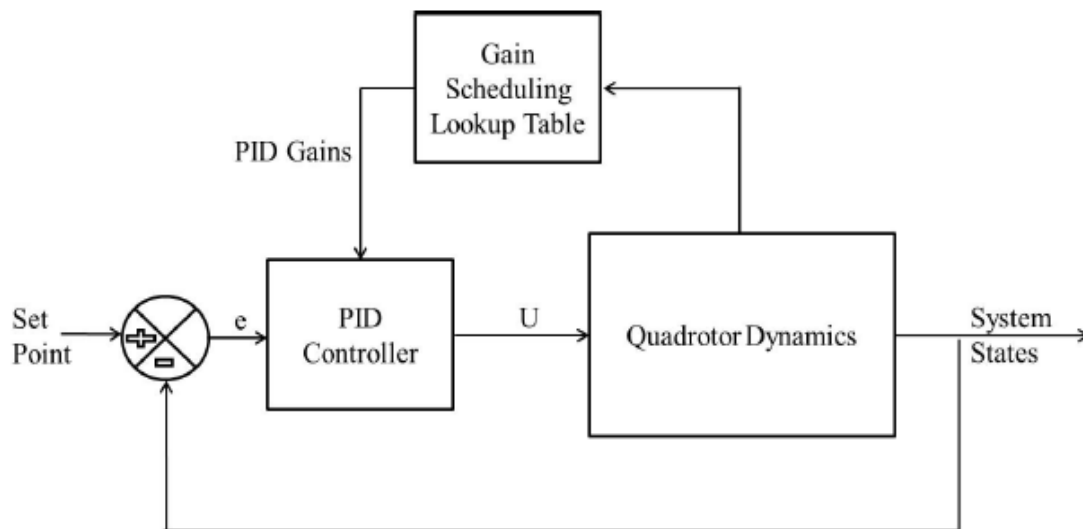 Gain
Scheduling
Lookup Table
PID Gains
Set
Point
e
PID
Controller
U
Quadrotor Dynamics
System
States